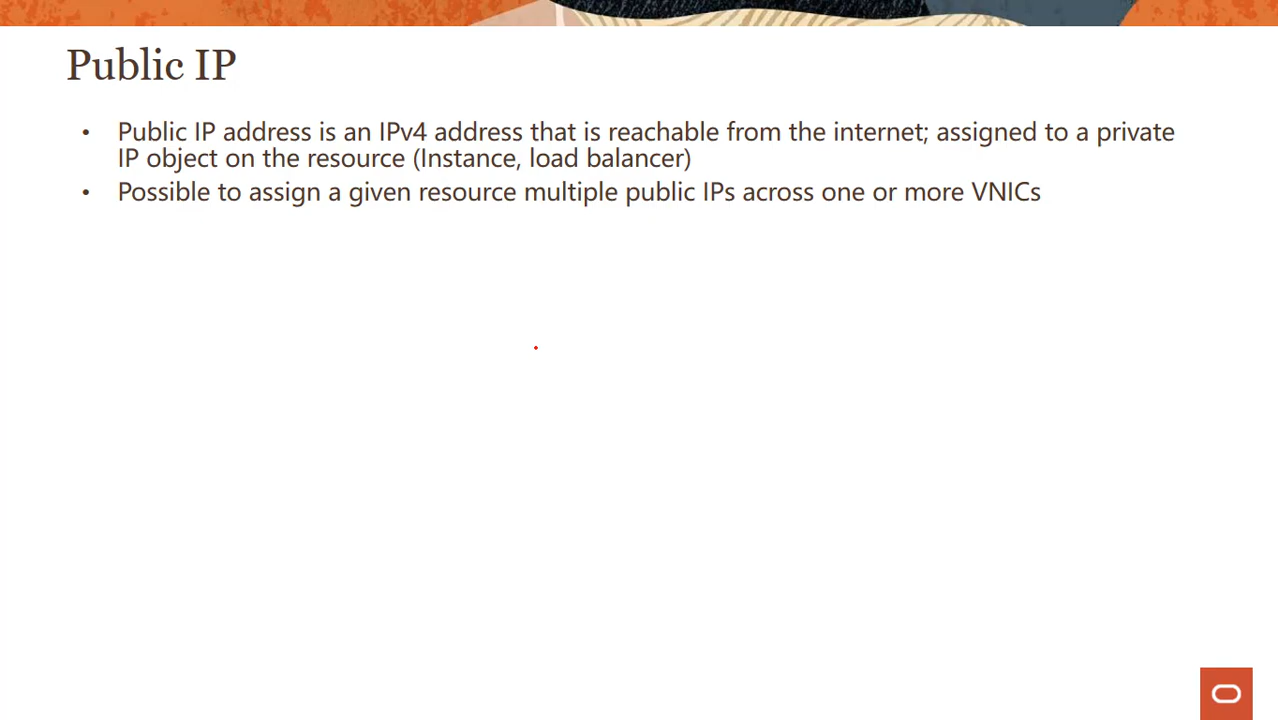 Public IP
• Public IP address is an IPv4 address that is reachable from the internet; assigned to a private
IP object on the resource (Instance, load balancer)
• Possible to assign a given resource multiple public IPs across one or more VNICs